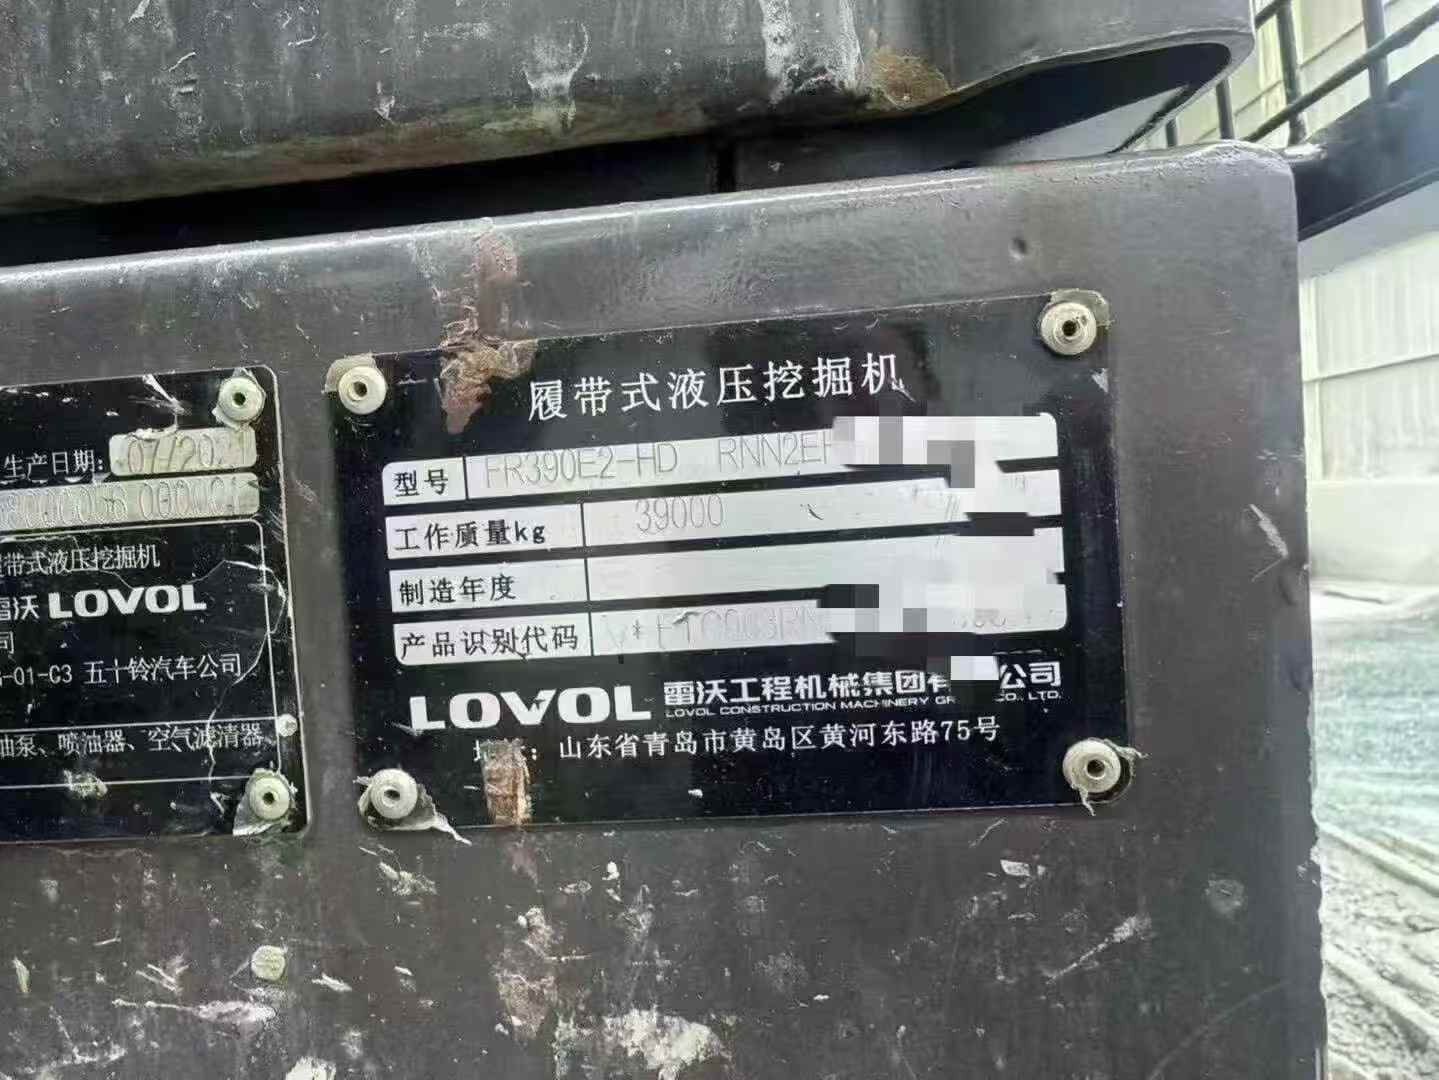 生产日期: 07/2021
带式液压挖掘机
雷沃 LOVOL
司
-01-C3 五十铃汽车公司
油泵、喷油器、空气滤清器
履带式液压挖掘机
型号 FR390E2-HD RNN2E
工作质量kg 39000
制造年度
产品识别代码
LOVOL 雷沃工程机械集团有 公司
LOVOL CONSTRUCTION MACHINERY GR CO., LTD.
: 山东省青岛市黄岛区黄河东路75号